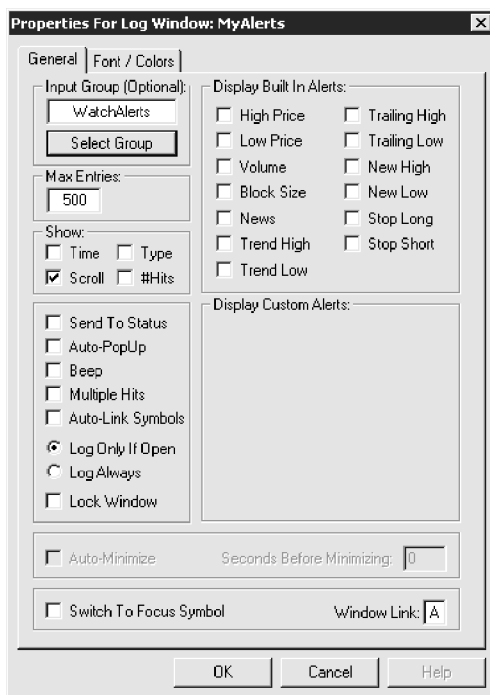 Properties For Log Window: MyAlerts
General
Font / Colors
Input Group (Optional):
WatchAlerts
Select Group
Max Entries:
500
Show:
Time
Type
Scroll
#Hits
Send To Status
Auto-PopUp
Beep
Multiple Hits
Auto-Link Symbols
Log Only If Open
Log Always
Lock Window
Display Built In Alerts:
High Price
Trailing High
Low Price
Trailing Low
Volume
New High
Block Size
New Low
News
Stop Long
Trend High
Stop Short
Trend Low
Display Custom Alerts:
Auto-Minimize
Seconds Before Minimizing: 0
Switch To Focus Symbol
Window Link: A
OK
Cancel
Help